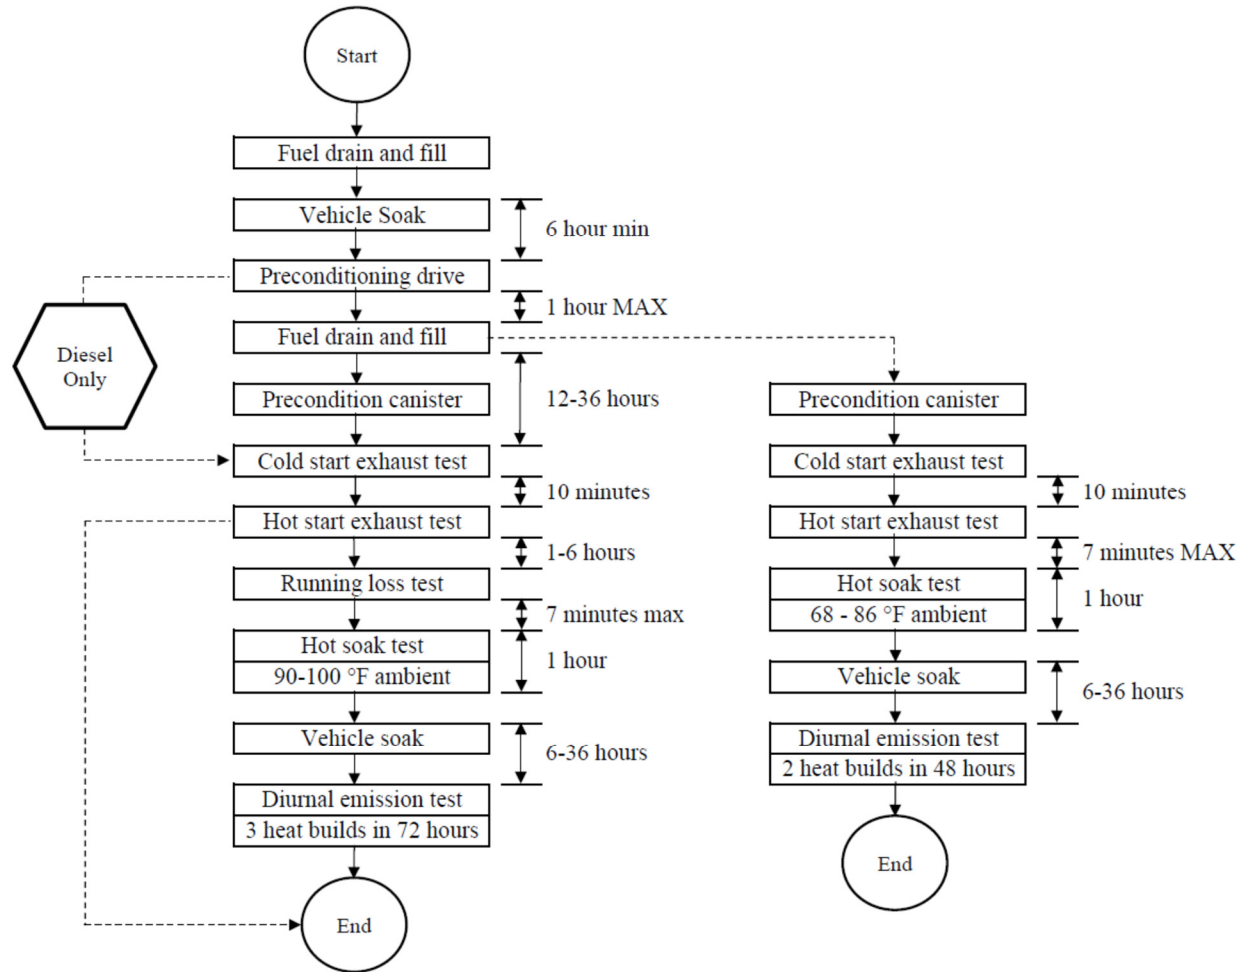 Start
Fuel drain and fill
Vehicle Soak
6 hour min
Preconditioning drive
1 hour MAX
Fuel drain and fill
Diesel
Only
Precondition canister
12-36 hours
Cold start exhaust test
10 minutes
Hot start exhaust test
1-6 hours
Running loss test
7 minutes max
Hot soak test
90-100 °F ambient
1 hour
Vehicle soak
6-36 hours
Diurnal emission test
3 heat builds in 72 hours
End
Precondition canister
Cold start exhaust test
10 minutes
Hot start exhaust test
7 minutes MAX
Hot soak test
68 - 86 °F ambient
1 hour
Vehicle soak
6-36 hours
Diurnal emission test
2 heat builds in 48 hours
End